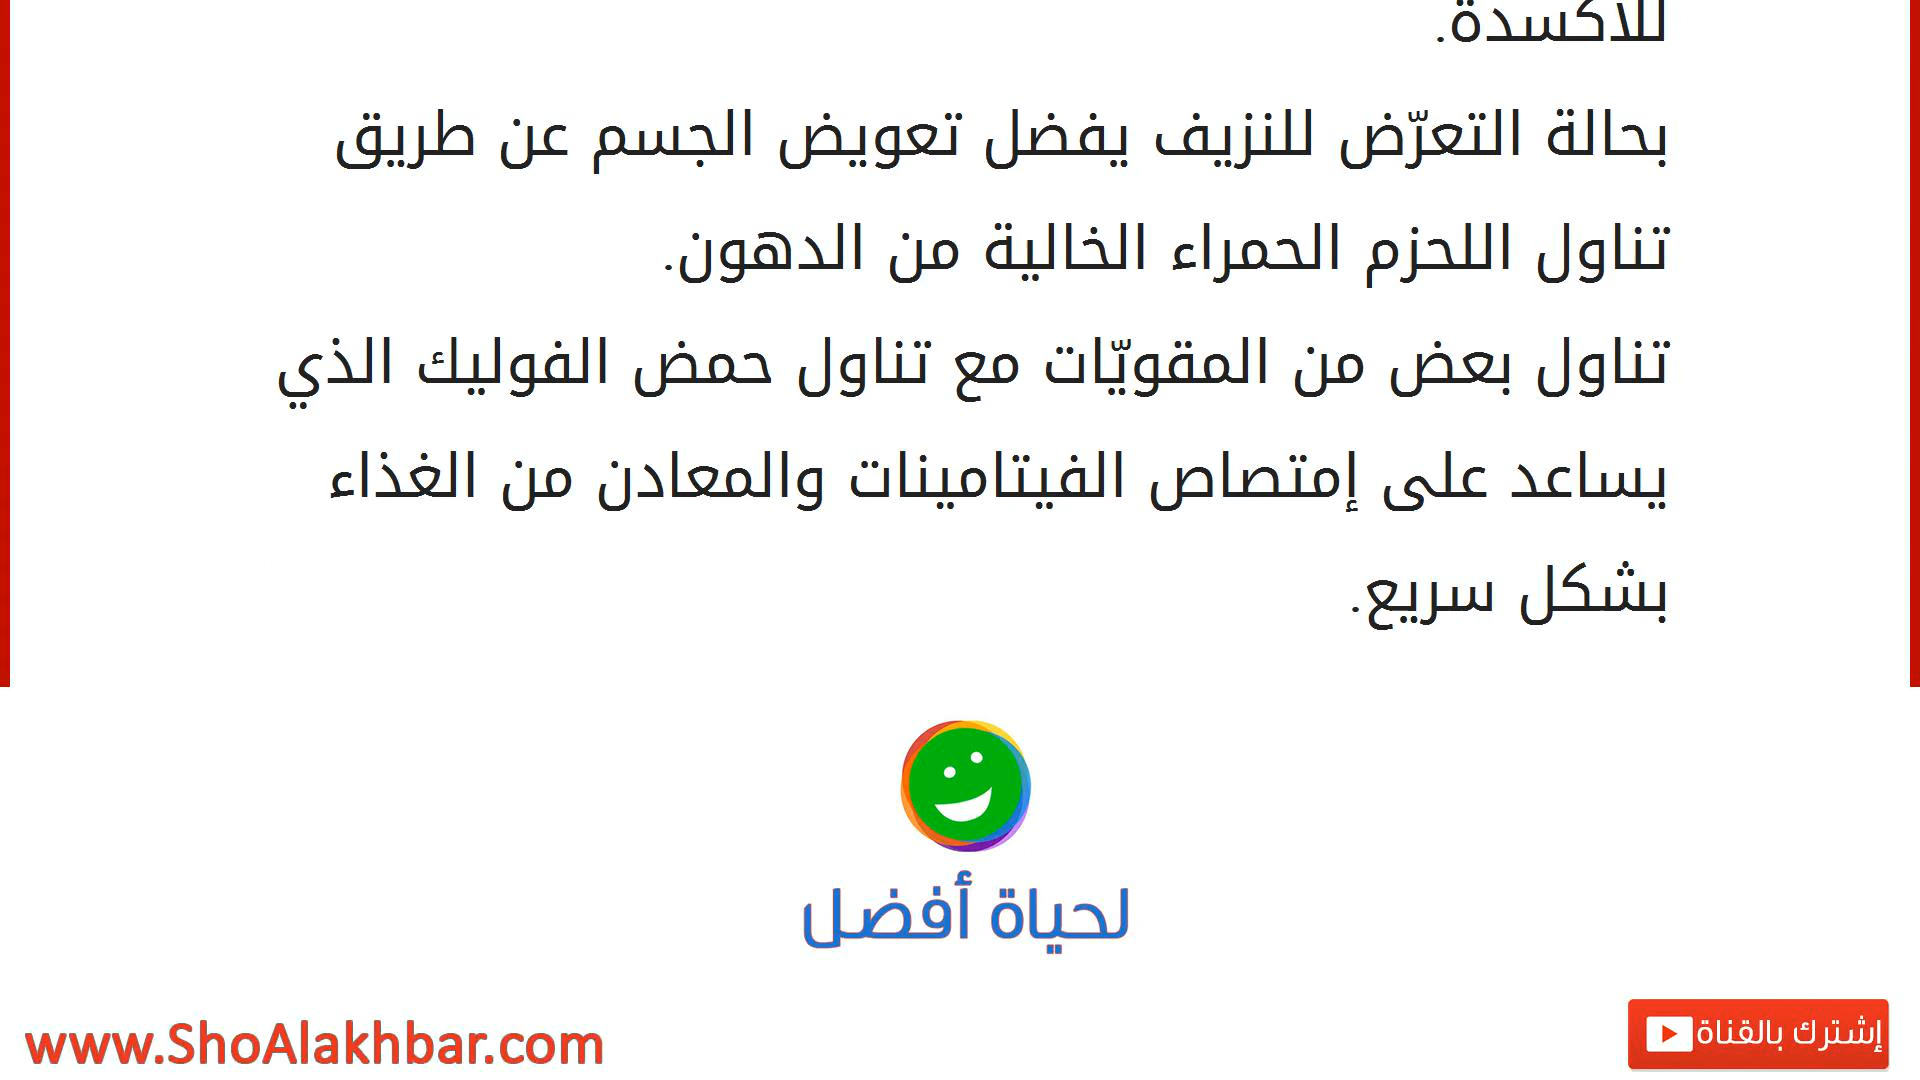 للأكسدة.
بحالة التعرّض للنزيف يفضل تعويض الجسم عن طريق
تناول اللحزم الحمراء الخالية من الدهون.
تناول بعض من المقويّات مع تناول حمض الفوليك الذي
يساعد على إمتصاص الفيتامينات والمعادن من الغذاء
بشكل سريع.
لحياة أفضل
www.ShoAlakhbar.com
إشترك بالقناة